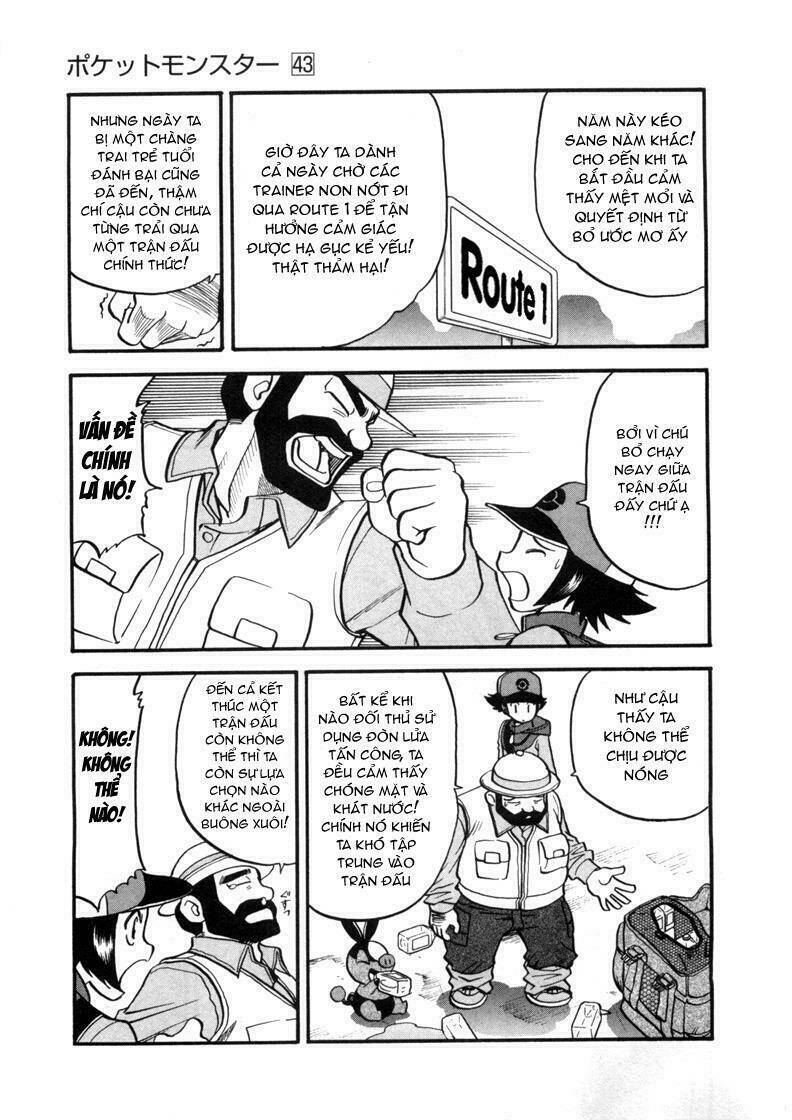 ポケットモンスター 43
NĂM NÀY KÉO
SANG NĂM KHÁC!
CHO ĐẾN KHI TA
BẮT ĐẦU CẢM
THẤY MỆT MỎI VÀ
QUYẾT ĐỊNH TỪ
BỎ ƯỚC MƠ ẤY
Route 1
GIỜ ĐÂY TA DÀNH
CẢ NGÀY CHỜ CÁC
TRAINER NON NỚT ĐI
QUA ROUTE 1 ĐỂ TẬN
HƯỞNG CẢM GIÁC
ĐƯỢC HẠ GỤC KẺ YẾU!
THẬT THẢM HẠI!
NHƯNG NGÀY TA
BỊ MỘT CHÀNG
TRAI TRẺ TUỔI
ĐÁNH BẠI CŨNG
ĐÃ ĐẾN, THẬM
CHÍ CẬU CÒN CHƯA
TỪNG TRẢI QUA
MỘT TRẬN ĐẤU
CHÍNH THỨC!
BỞI VÌ CHÚ
BỎ CHẠY
NGAY GIỮA
TRẬN ĐẤU
ĐẤY CHỨ Ạ
!!!
VẤN ĐỀ
CHÍNH
LÀ NÓ!
NHƯ CẬU
THẤY TA
KHÔNG THỂ
CHỊU ĐƯỢC
NÓNG
BẤT KỂ KHI
NÀO ĐỐI THỦ SỬ
DỤNG ĐÒN LỬA
TẤN CÔNG, TA
ĐỀU CẢM THẤY
CHÓNG MẶT VÀ
KHÁT NƯỚC!
CHÍNH NÓ KHIẾN
TA KHÓ TẬP
TRUNG VÀO
TRẬN ĐẤU
ĐẾN CẢ KẾT
THÚC MỘT
TRẬN ĐẤU
CÒN KHÔNG
THỂ THÌ TA
CÒN SỰ LỰA
CHỌN NÀO
KHÁC NGOÀI
BUÔNG XUÔI!
ぐすっ
KHÔNG!
KHÔNG
THỂ
NÀO!